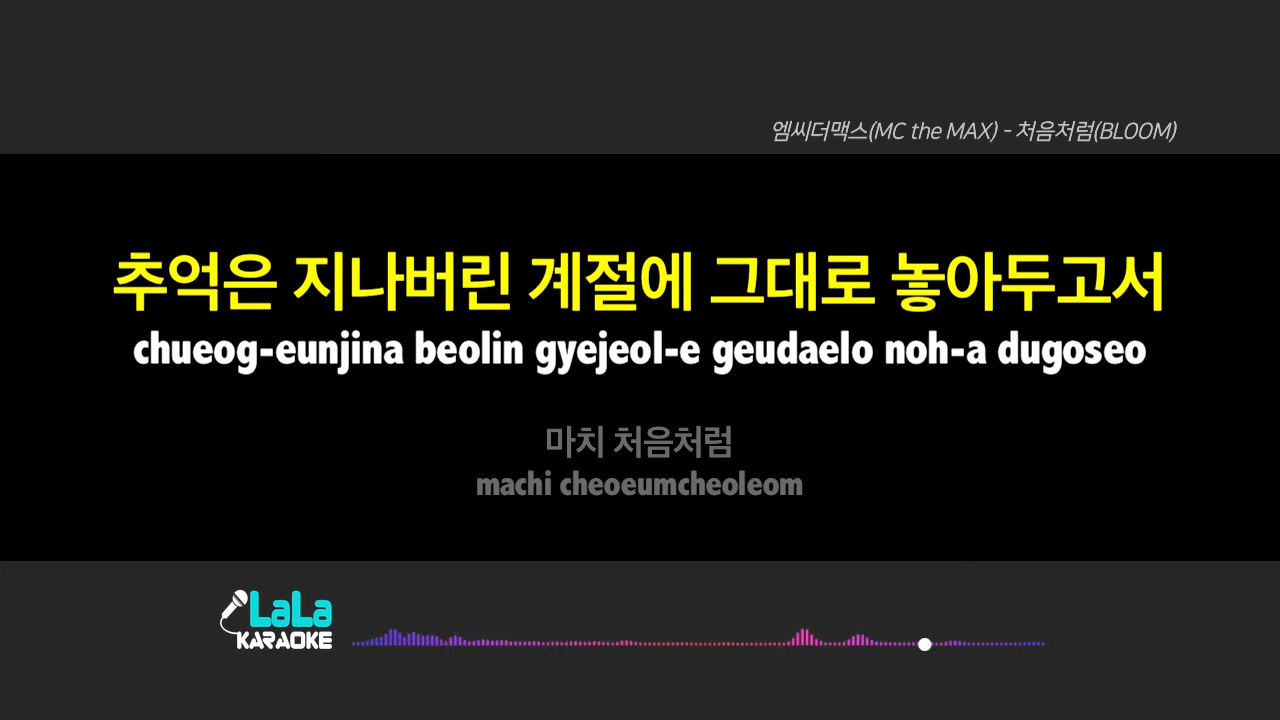 엠씨더맥스(MC the MAX) - 처음처럼(BLOOM)
추억은 지나버린 계절에 그대로 놓아두고서
chueog-eunjina beolin gyejeol-e geudaelo noh-a dugoseo
마치 처음처럼
machi cheoeumcheoleom
LaLa
KARAOKE